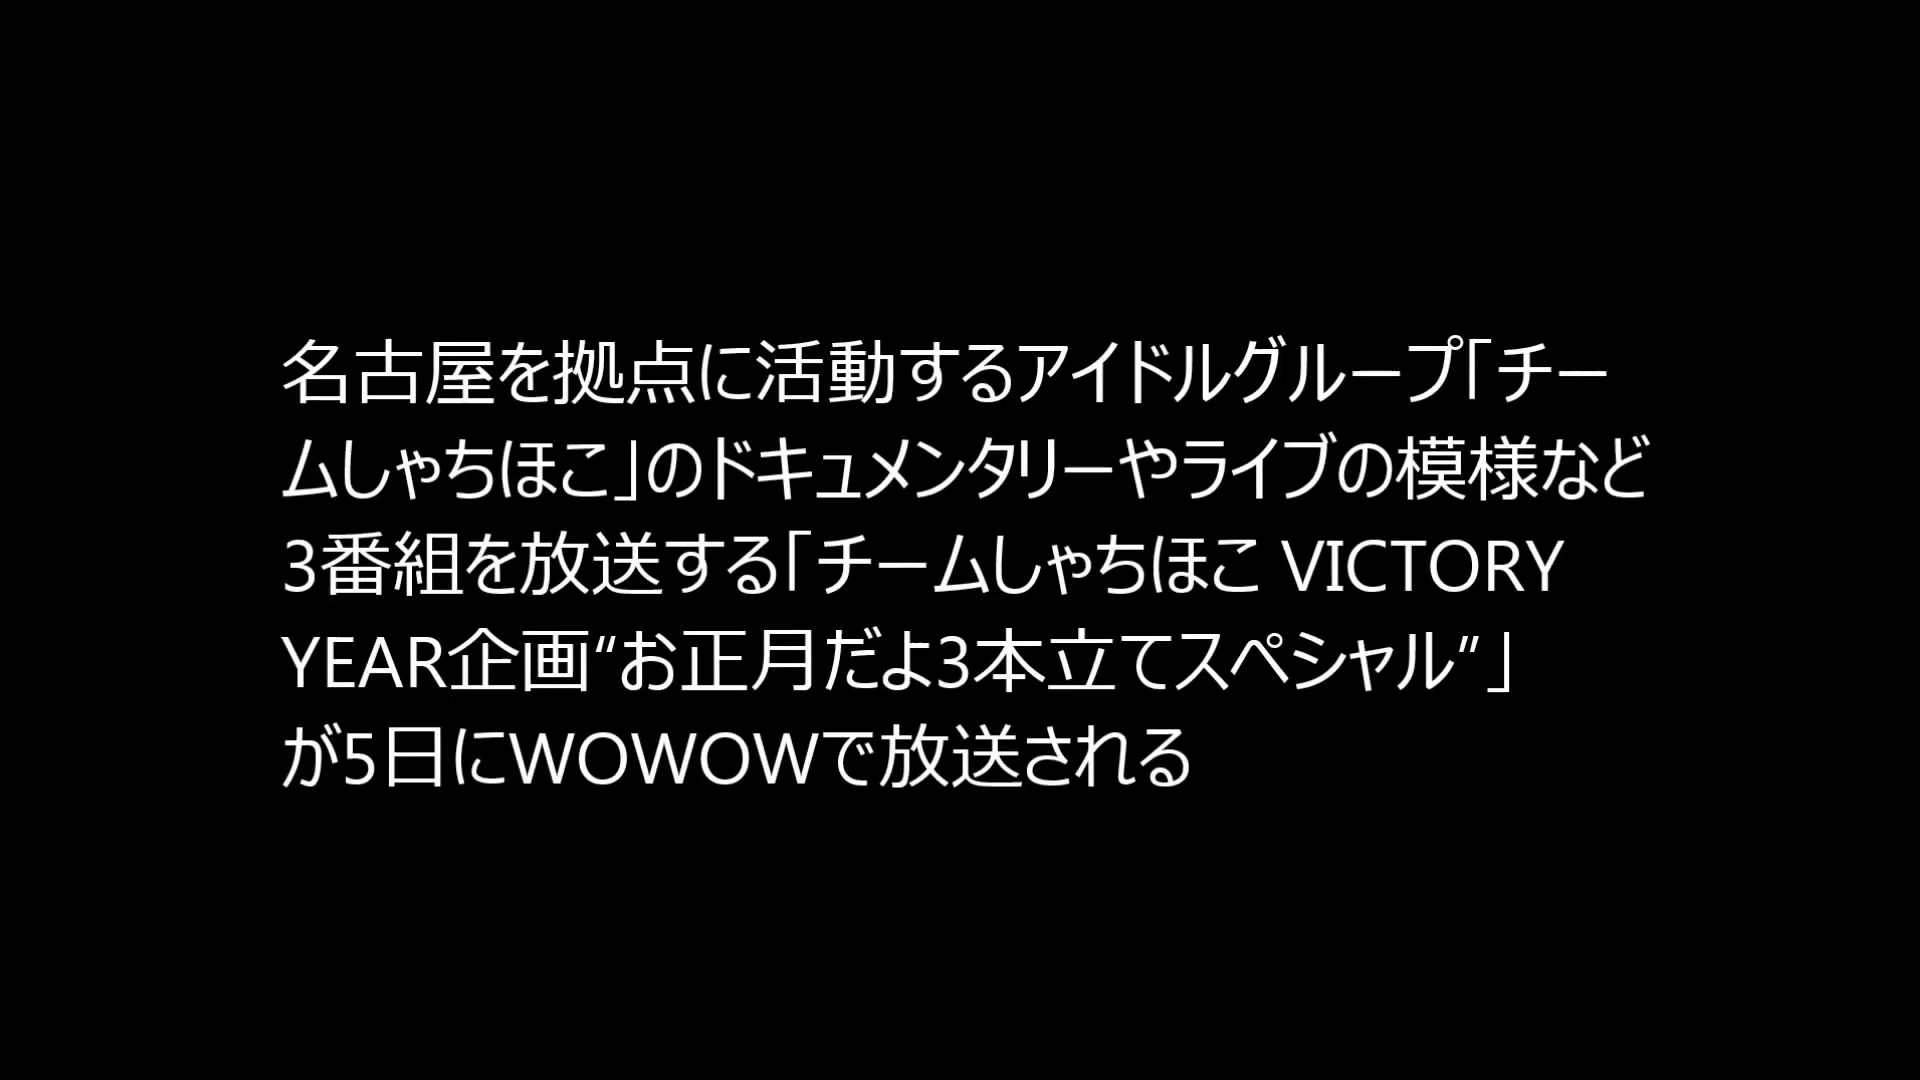 名古屋を拠点に活動するアイドルグループ「チー
ムしゃちほこ」のドキュメンタリーやライブの模様など
3番組を放送する「チームしゃちほこ VICTORY
YEAR企画“お正月だよ3本立てスペシャル”」
が5日にWOWOWで放送される